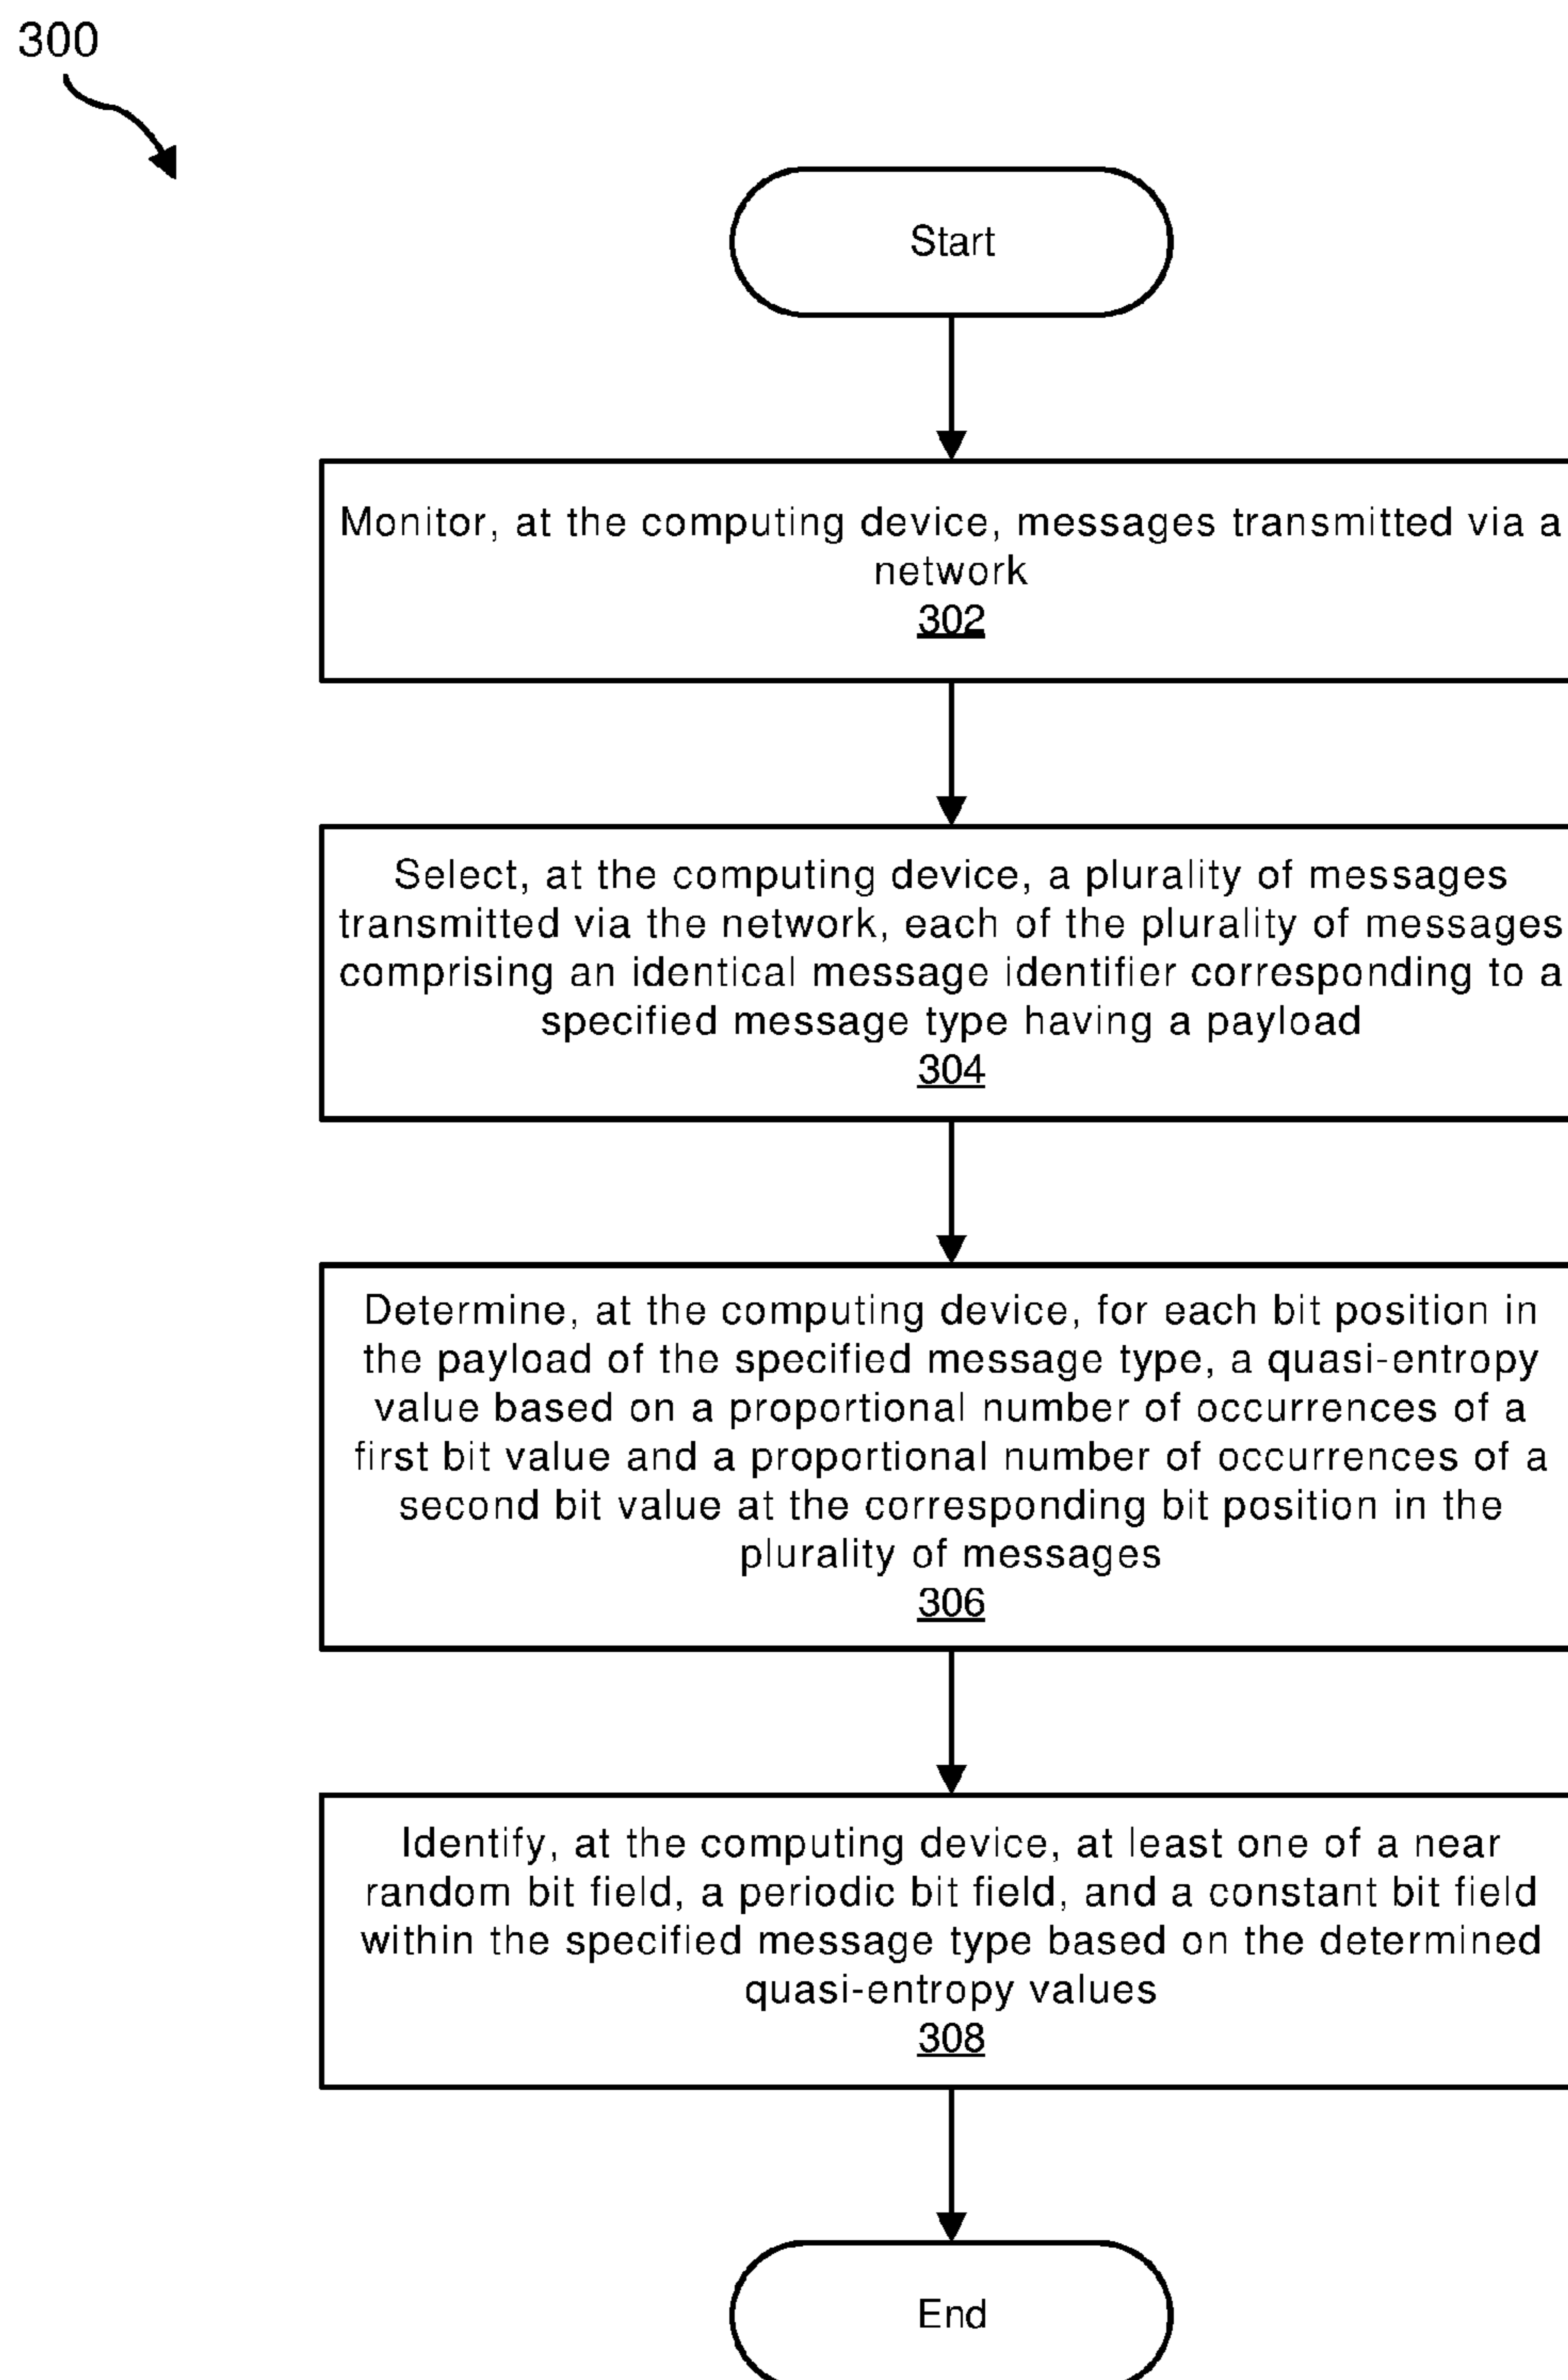 300
Start
Monitor, at the computing device, messages transmitted via a
network
302
Select, at the computing device, a plurality of messages
transmitted via the network, each of the plurality of messages
comprising an identical message identifier corresponding to a
specified message type having a payload
304
Determine, at the computing device, for each bit position in
the payload of the specified message type, a quasi-entropy
value based on a proportional number of occurrences of a
first bit value and a proportional number of occurrences of a
second bit value at the corresponding bit position in the
plurality of messages
306
Identify, at the computing device, at least one of a near
random bit field, a periodic bit field, and a constant bit field
within the specified message type based on the determined
quasi-entropy values
308
End